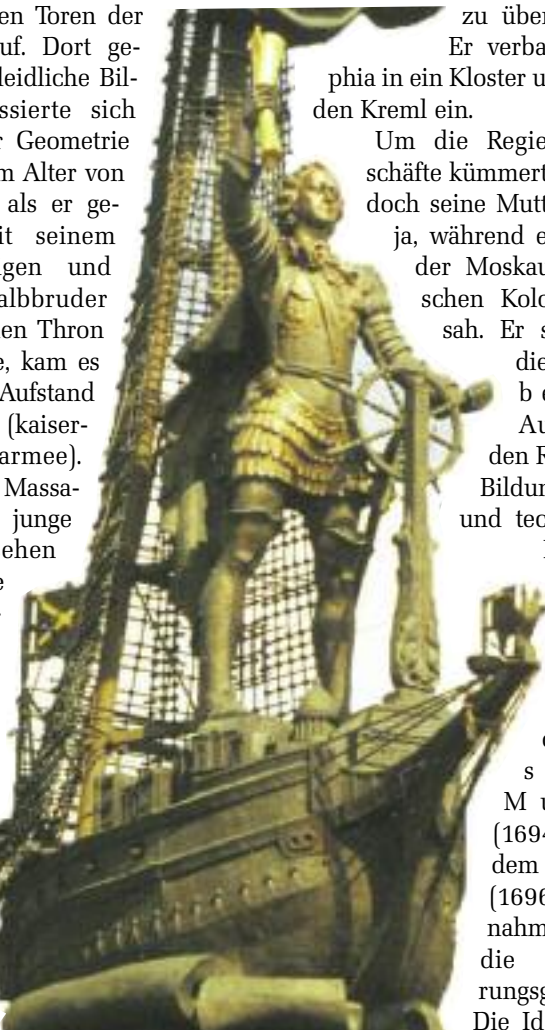 en Toren der
uf. Dort ge-
leidliche Bil-
ssierte sich
r Geometrie
m Alter von
als er ge-
it seinem
gen und
albbruder
en Thron
e, kam es
Aufstand
(kaiser-
armee).
Massa-
junge
ehen
e
zu über
Er verba
phia in ein Kloster u
den Kreml ein.
Um die Regie
schäfte kümmert
doch seine Mutt
ja, während e
der Moskau
schen Kolo
sah. Er s
die
b e
Au
den R
Bildun
und teo
s
M u
(1694
dem
(1696
nahm
die
rungsg
Die Id